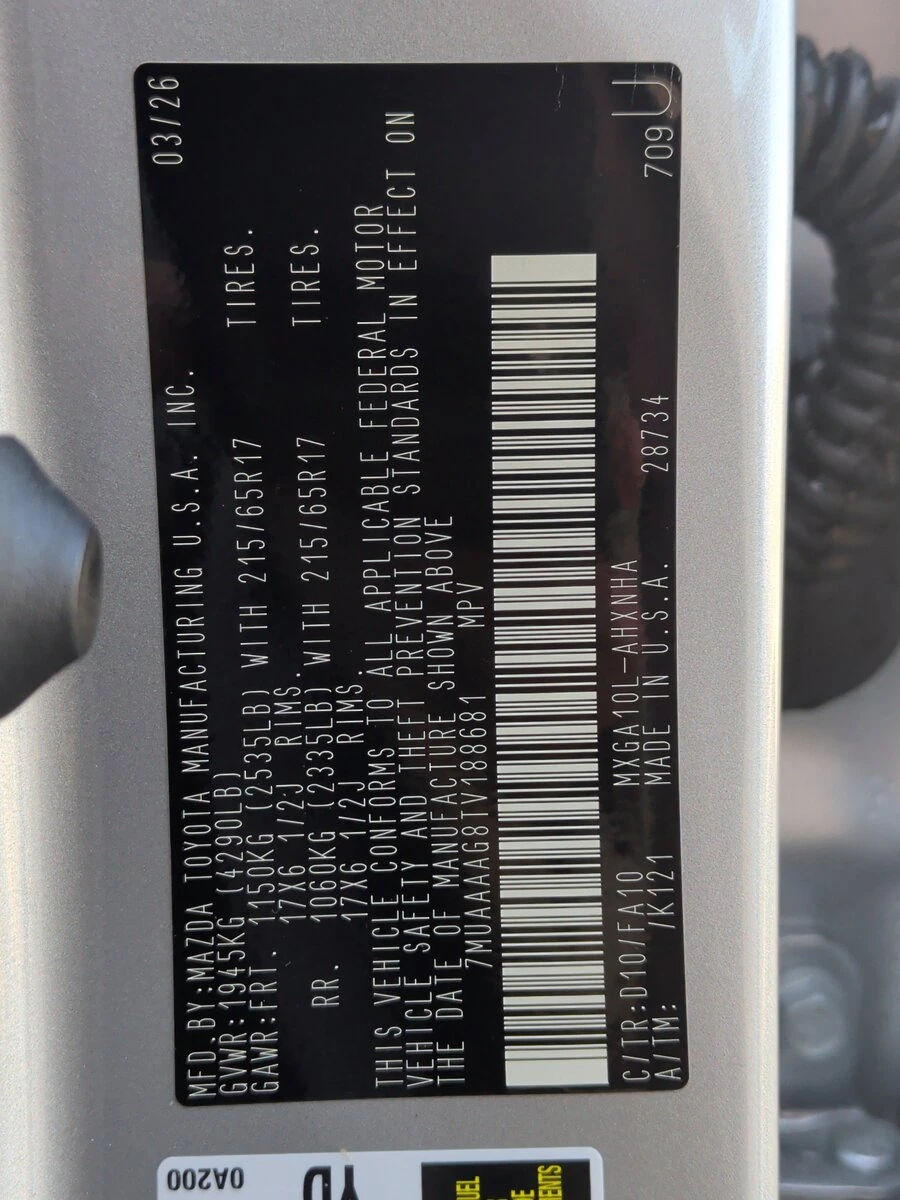 MFD.BY:MAZDA TOYOTA MANUFACTURING U.S.A. INC. 03/26
GVWR:1945KG (4290LB)
GAWR:FRT. 1150KG (2535LB) WITH 215/65R17 TIRES.
17X6 1/2J RIMS.
RR. 1060KG (2335LB) WITH 215/65R17 TIRES.
17X6 1/2J RIMS.
THIS VEHICLE CONFORMS TO ALL APPLICABLE FEDERAL MOTOR
VEHICLE SAFETY AND THEFT PREVENTION STANDARDS IN EFFECT ON
THE DATE OF MANUFACTURE SHOWN ABOVE
7MUAAAAG8TV188681 MPV
C/TR:D10/FA10 MXGA10L-AHXNHA
A/TM: /K121 MADE IN U.S.A. 28734 709U
0A200
YD